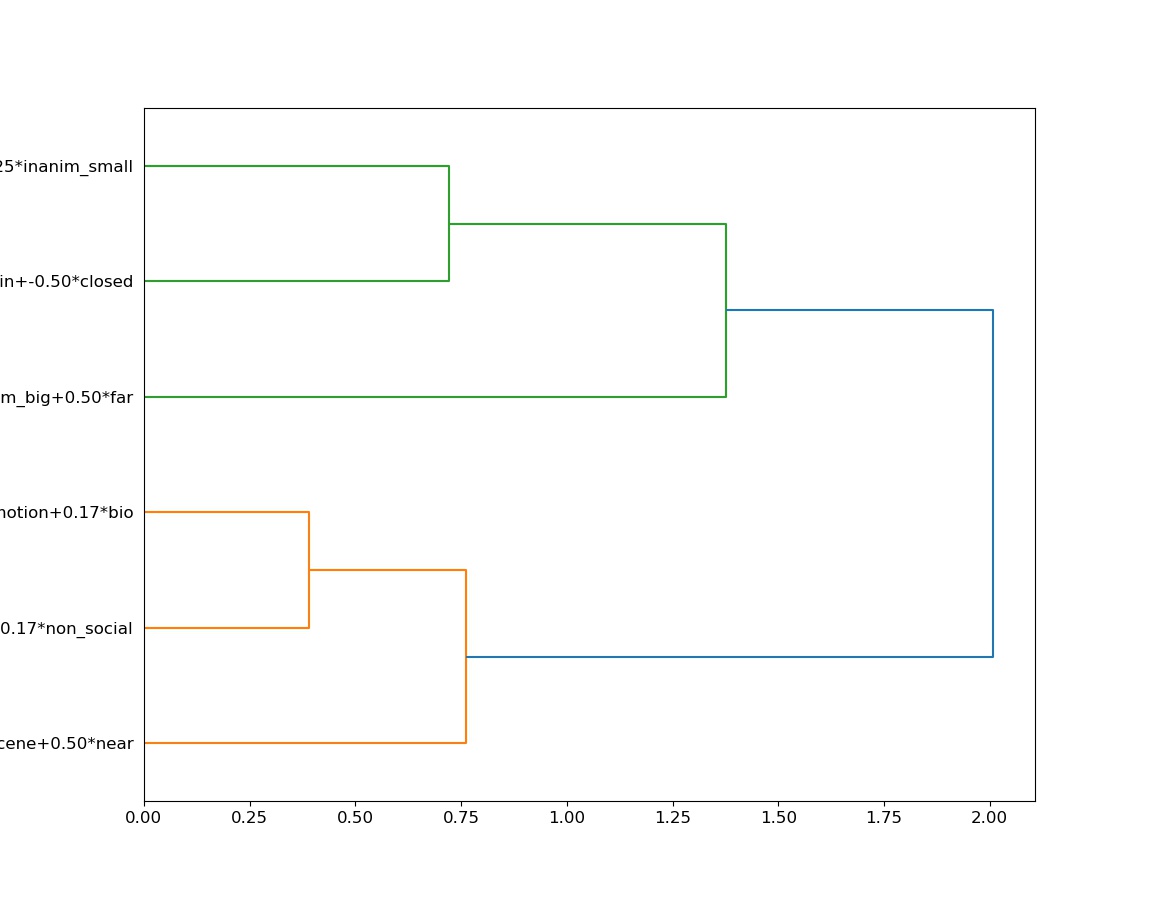 25*inanim_small
in+-0.50*closed
m_big+0.50*far
motion+0.17*bio
0.17*non_social
cene+0.50*near
0.00 0.25 0.50 0.75 1.00 1.25 1.50 1.75 2.00